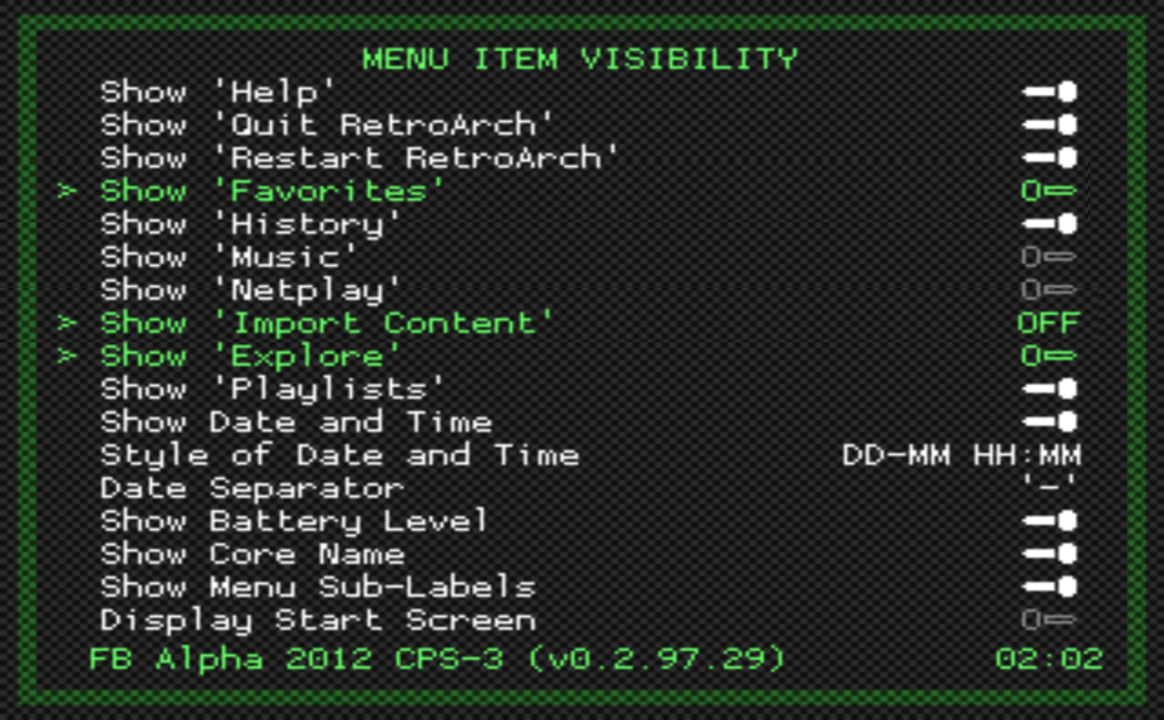 MENU ITEM VISIBILITY
Show 'Help'
Show 'Quit RetroArch'
Show 'Restart RetroArch'
> Show 'Favorites'
Show 'History'
Show 'Music'
Show 'Netplay'
> Show 'Import Content' OFF
> Show 'Explore'
Show 'Playlists'
Show Date and Time
Style of Date and Time DD-MM HH:MM
Date Separator '-'
Show Battery Level
Show Core Name
Show Menu Sub-Labels
Display Start Screen
FB Alpha 2012 CPS-3 (v0.2.97.29) 02:02